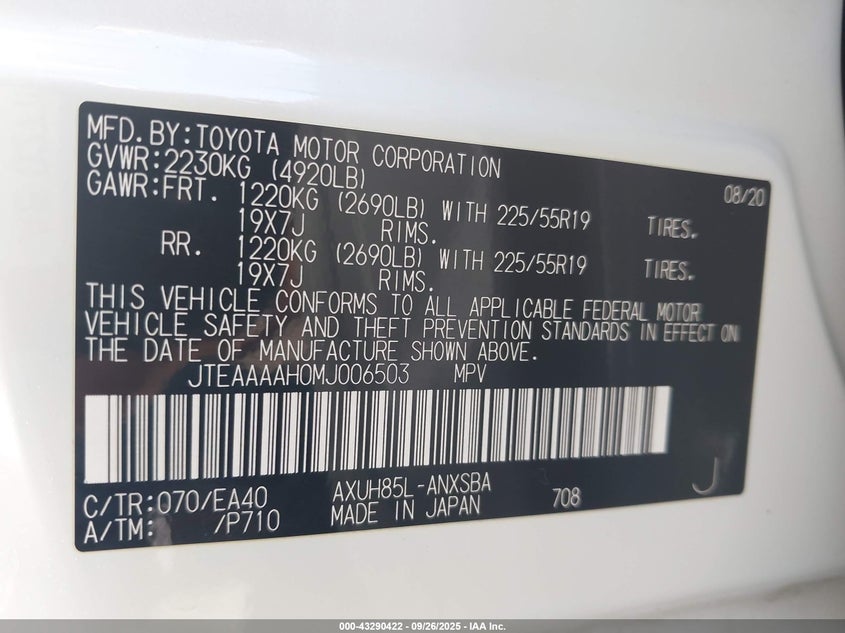 MFD.BY:TOYOTA MOTOR CORPORATION 08/20
GVWR:2230KG (4920LB)
GAWR:FRT. 1220KG (2690LB) WITH 225/55R19 TIRES.
19X7J RIMS.
RR. 1220KG (2690LB) WITH 225/55R19 TIRES.
19X7J RIMS.
THIS VEHICLE CONFORMS TO ALL APPLICABLE FEDERAL MOTOR
VEHICLE SAFETY AND THEFT PREVENTION STANDARDS IN EFFECT ON
THE DATE OF MANUFACTURE SHOWN ABOVE.
JTEAAAAH0MJ006503 MPV
J
C/TR:070/EA40 AXUH85L-ANXSBA 708
A/TM: /P710 MADE IN JAPAN
000-43290422 - 09/26/2025 - IAA Inc.